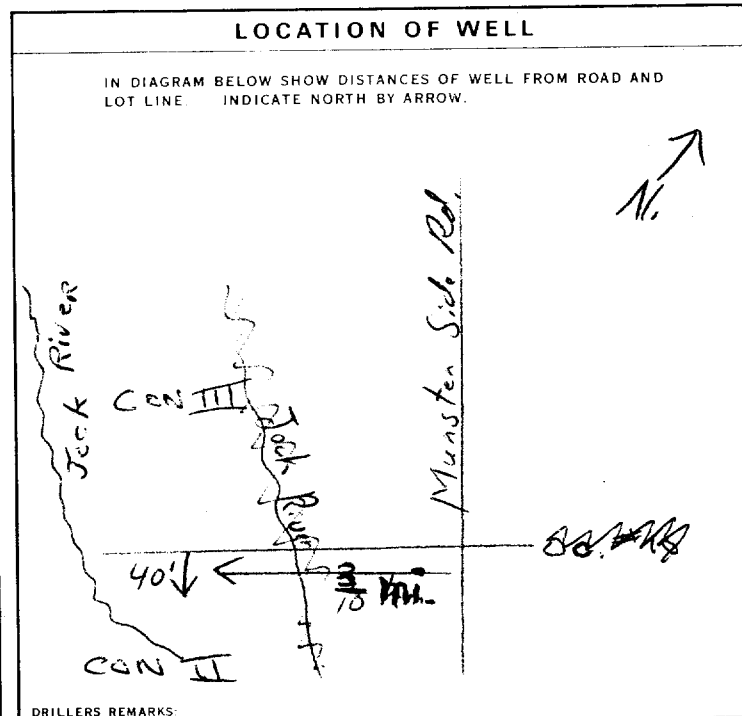 LOCATION OF WELL
IN DIAGRAM BELOW SHOW DISTANCES OF WELL FROM ROAD AND
LOT LINE. INDICATE NORTH BY ARROW.
N.
Munster Side Rd.
Jock River
CON III
Jock River
40'
3/10 mi.
CON II
DRILLERS REMARKS: